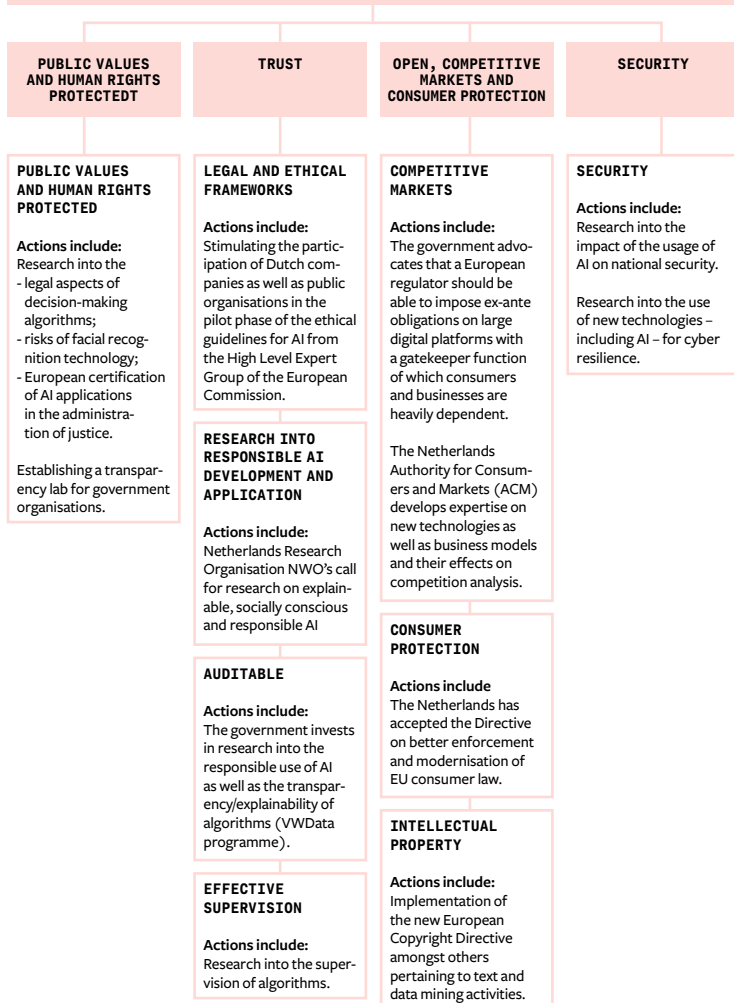 PUBLIC VALUES
AND HUMAN RIGHTS
PROTECTEDT
TRUST
OPEN, COMPETITIVE
MARKETS AND
CONSUMER PROTECTION
SECURITY
PUBLIC VALUES
AND HUMAN RIGHTS
PROTECTED
Actions include:
Research into the
- legal aspects of
decision-making
algorithms;
- risks of facial recog-
nition technology;
- European certification
of AI applications
in the administra-
tion of justice.
Establishing a transpar-
ency lab for government
organisations.
LEGAL AND ETHICAL
FRAMEWORKS
Actions include:
Stimulating the partic-
ipation of Dutch com-
panies as well as public
organisations in the
pilot phase of the ethical
guidelines for AI from
the High Level Expert
Group of the European
Commission.
RESEARCH INTO
RESPONSIBLE AI
DEVELOPMENT AND
APPLICATION
Actions include:
Netherlands Research
Organisation NWO's call
for research on explain-
able, socially conscious
and responsible AI
AUDITABLE
Actions include:
The government invests
in research into the
responsible use of AI
as well as the transpar-
ency/explainability of
algorithms (VWData
programme).
EFFECTIVE
SUPERVISION
Actions include:
Research into the super-
vision of algorithms.
COMPETITIVE
MARKETS
Actions include:
The government advo-
cates that a European
regulator should be
able to impose ex-ante
obligations on large
digital platforms with
a gatekeeper function
of which consumers
and businesses are
heavily dependent.
The Netherlands
Authority for Consum-
ers and Markets (ACM)
develops expertise on
new technologies as
well as business models
and their effects on
competition analysis.
CONSUMER
PROTECTION
Actions include
The Netherlands has
accepted the Directive
on better enforcement
and modernisation of
EU consumer law.
INTELLECTUAL
PROPERTY
Actions include:
Implementation of
the new European
Copyright Directive
amongst others
pertaining to text and
data mining activities.
SECURITY
Actions include:
Research into the
impact of the usage of
AI on national security.
Research into the use
of new technologies –
including AI – for cyber
resilience.